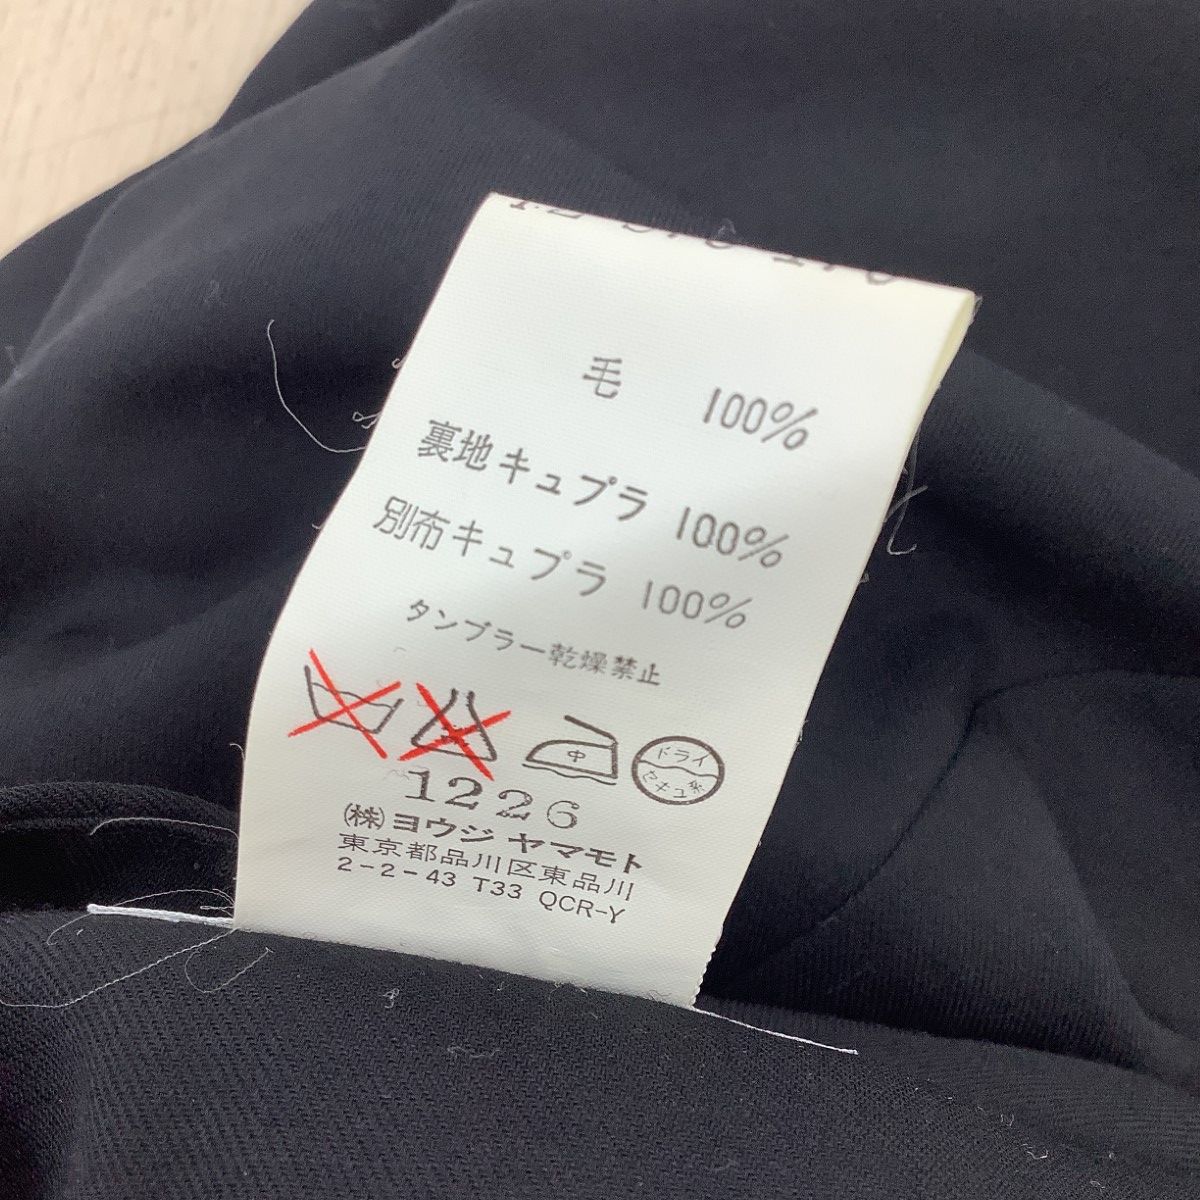 毛 100%
裏地キュプラ 100%
別布キュプラ 100%
タンブラー乾燥禁止
中 ドライ
セキュ系
1226
(株)ヨウジ ヤマモト
東京都品川区東品川
2-2-43 T33 QCR-Y